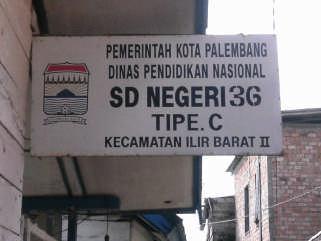 PEMERINTAH KOTA PALEMBANG
DINAS PENDIDIKAN NASIONAL
SD NEGERI 36
TIPE. C
KECAMATAN ILIR BARAT II